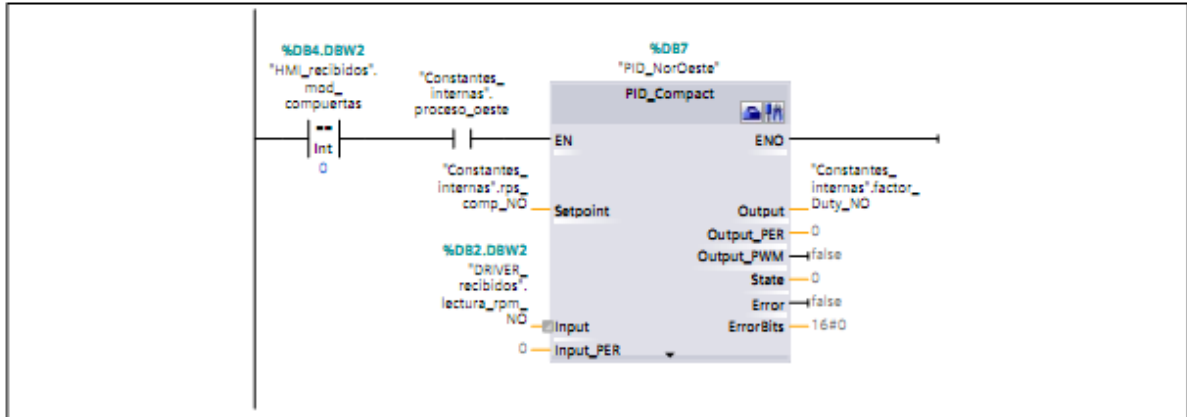 %DB4.DBW2
"HMI_recibidos".
mod_
compuertas
==
Int
0
"Constantes_
internas".
proceso_oeste
%DB7
"PID_NorOeste"
PID_Compact
EN
ENO
"Constantes_
internas".rps_
comp_NO
Setpoint
"Constantes_
internas".factor_
Duty_NO
Output
Output_PER
0
Output_PWM
false
State
0
Error
false
ErrorBits
16#0
%DB2.DBW2
"DRIVER_
recibidos".
lectura_rpm_
NO
Input
0
Input_PER